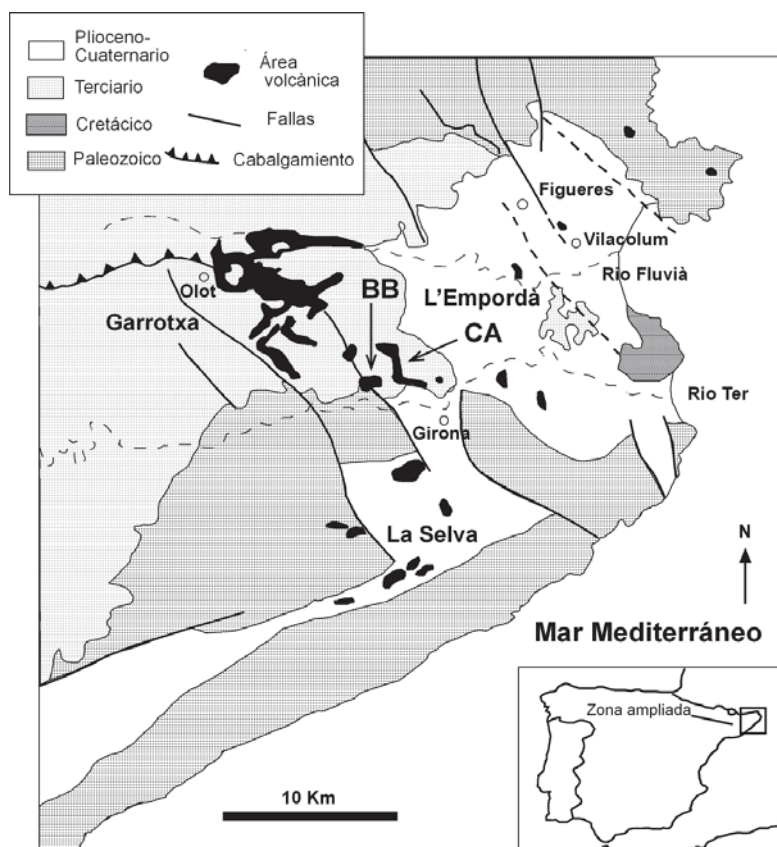 Plioceno-
Cuaternario
Terciario
Cretácico
Paleozoico
Área
volcànica
Fallas
Cabalgamiento
Figueres
Vilacolum
Rio Fluvià
Olot
BB
L'Empordà
Garrotxa
CA
Rio Ter
Girona
La Selva
N
Mar Mediterráneo
Zona ampliada
10 Km